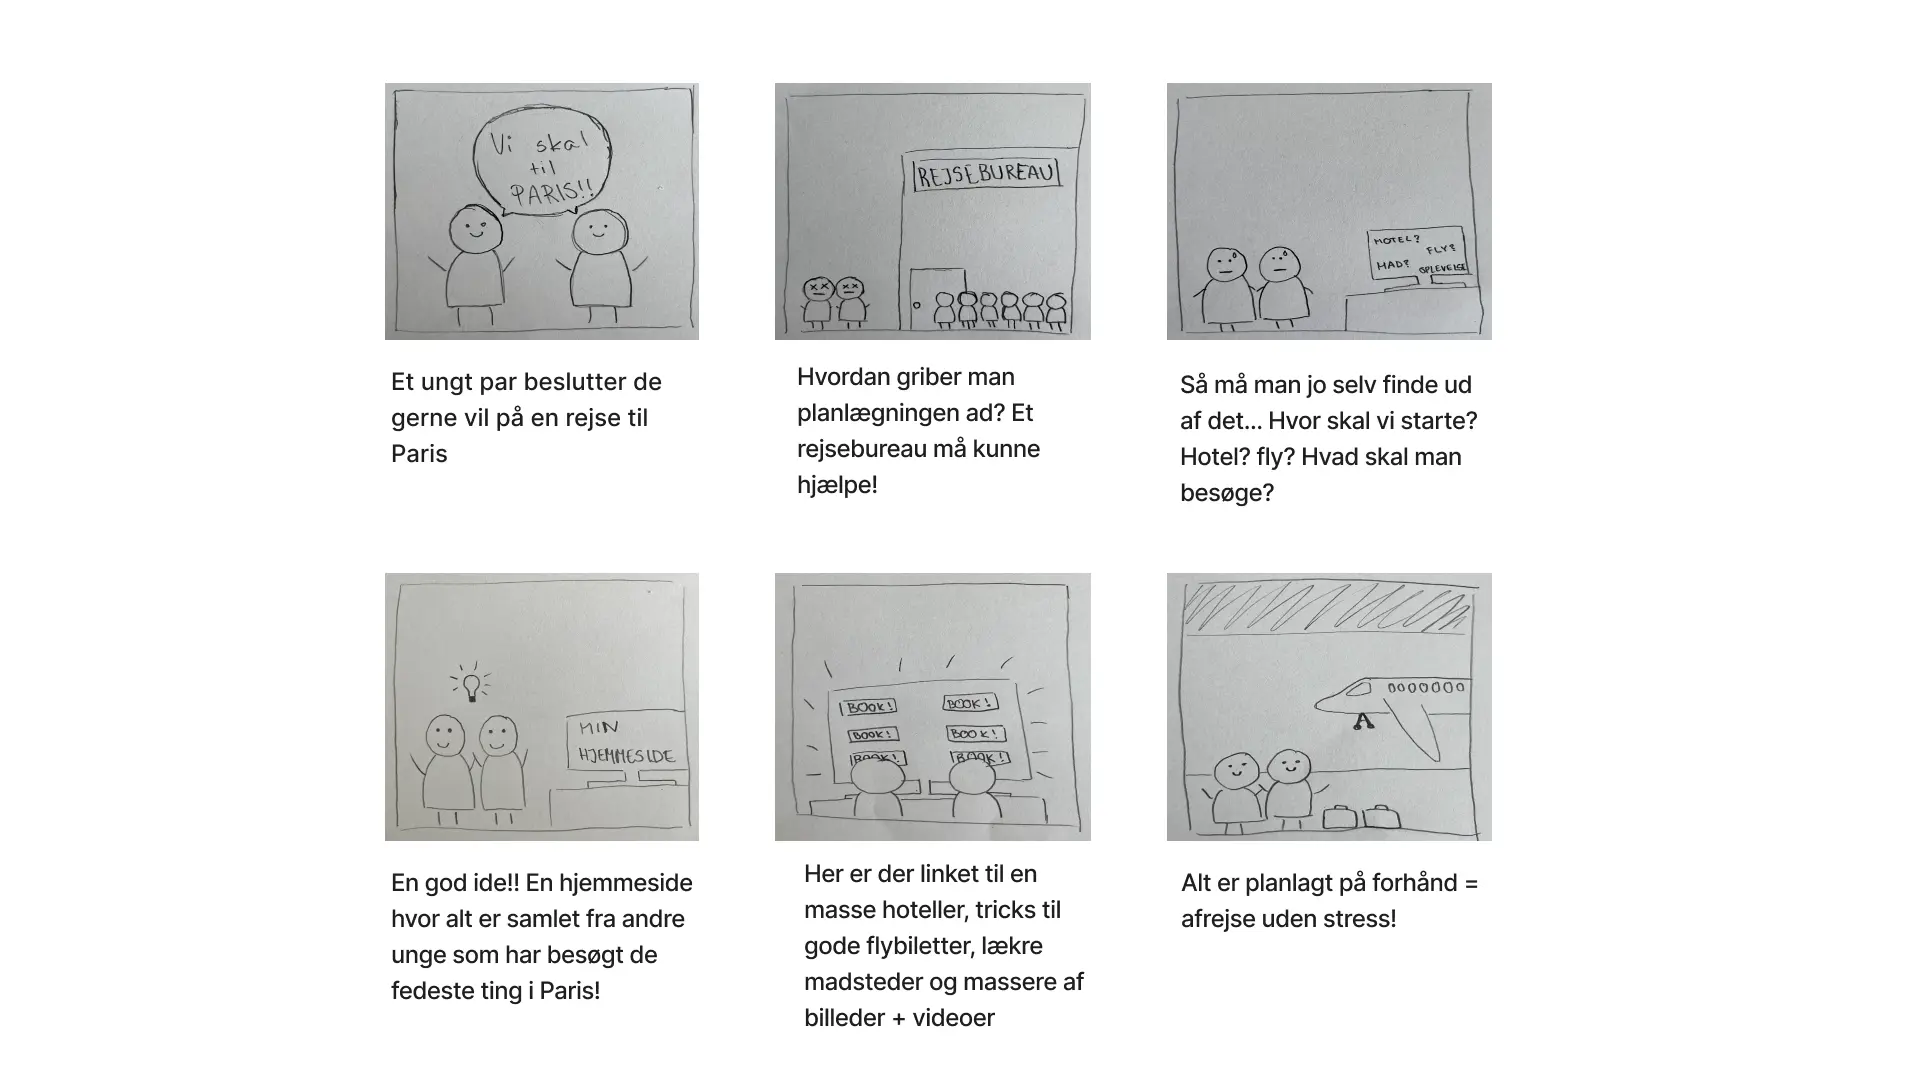 Vi skal
til
PARIS!!
Et ungt par beslutter de
gerne vil på en rejse til
Paris
REJSEBUREAU
Hvordan griber man
planlægningen ad? Et
rejsebureau må kunne
hjælpe!
HOTEL?
FLY?
MAD?
OPLEVELSE
Så må man jo selv finde ud
af det... Hvor skal vi starte?
Hotel? fly? Hvad skal man
besøge?
MIN
HJEMMESIDE
En god ide!! En hjemmeside
hvor alt er samlet fra andre
unge som har besøgt de
fedeste ting i Paris!
BOOK! BOOK!
BOOK! BOOK!
BOOK! BOOK!
Her er der linket til en
masse hoteller, tricks til
gode flybiletter, lækre
madsteder og massere af
billeder + videoer
Alt er planlagt på forhånd =
afrejse uden stress!